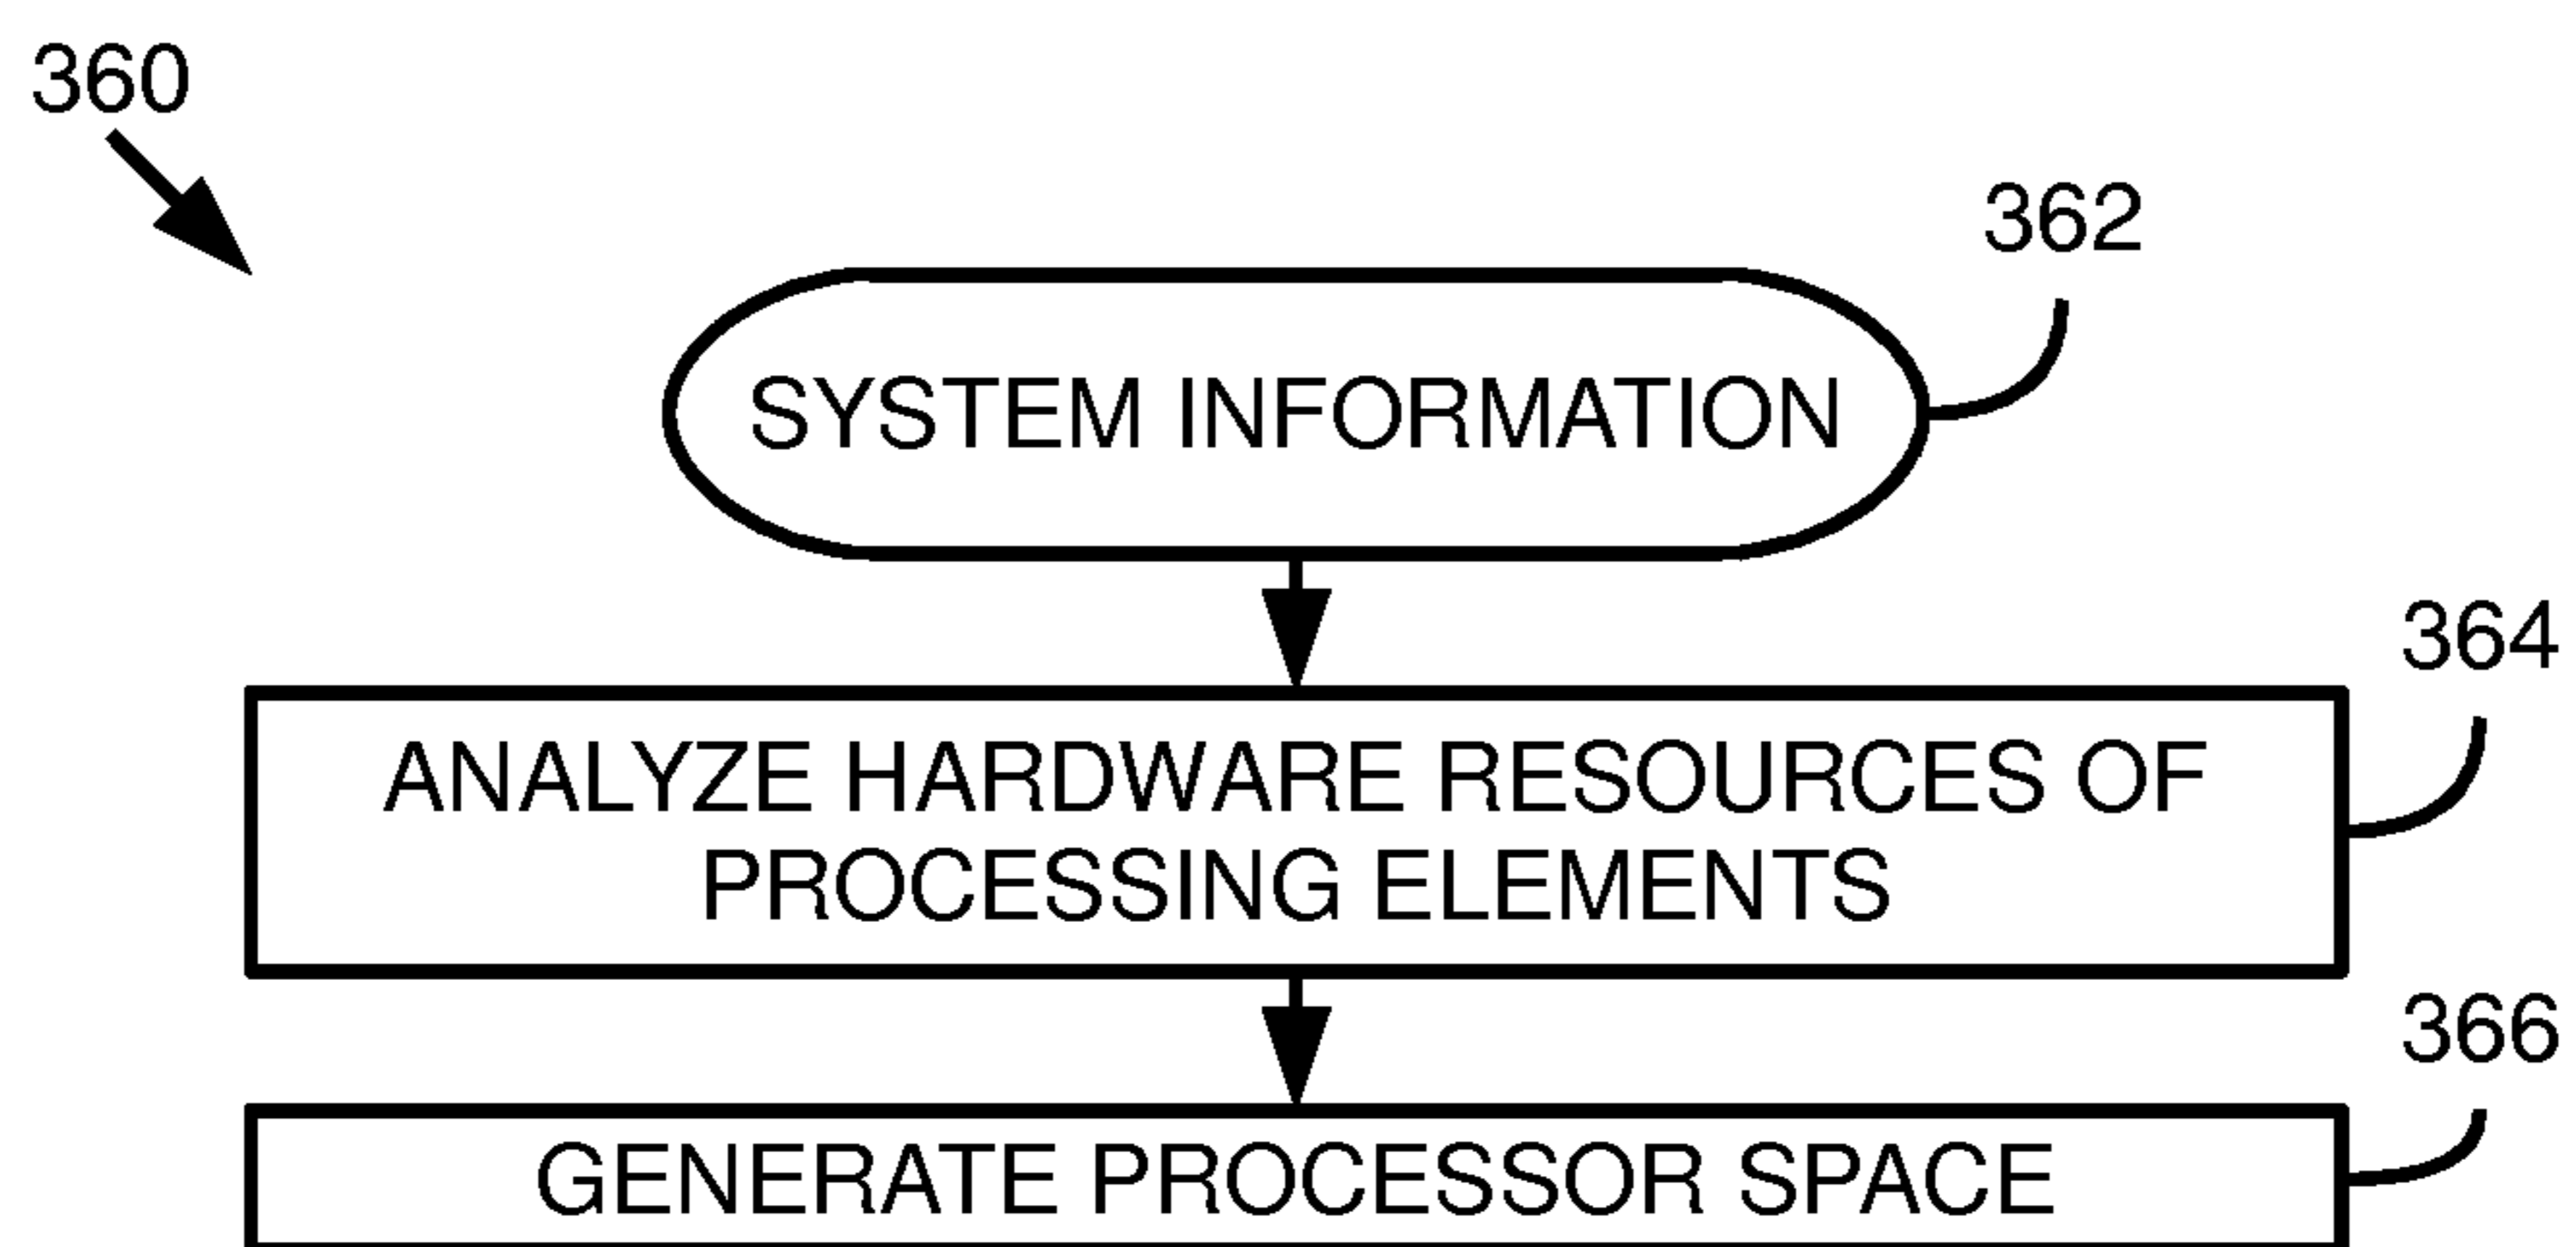 360
362
SYSTEM INFORMATION
364
ANALYZE HARDWARE RESOURCES OF
PROCESSING ELEMENTS
366
GENERATE PROCESSOR SPACE